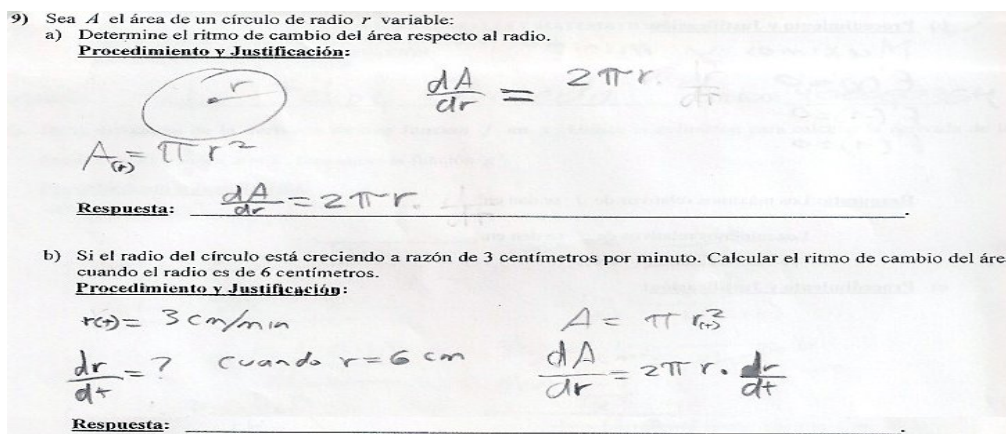 9) Sea A el área de un círculo de radio r variable:
a) Determine el ritmo de cambio del área respecto al radio.
Procedimiento y Justificación:
r
dA/dr = 2πr.
A(r) = πr²
Respuesta: dA/dr = 2πr.
b) Si el radio del círculo está creciendo a razón de 3 centímetros por minuto. Calcular el ritmo de cambio del áre
cuando el radio es de 6 centímetros.
Procedimiento y Justificación:
r(t) = 3 cm/min
A = πr(t)²
dr/dt = ? cuando r = 6 cm
dA/dr = 2πr · dr/dt
Respuesta: